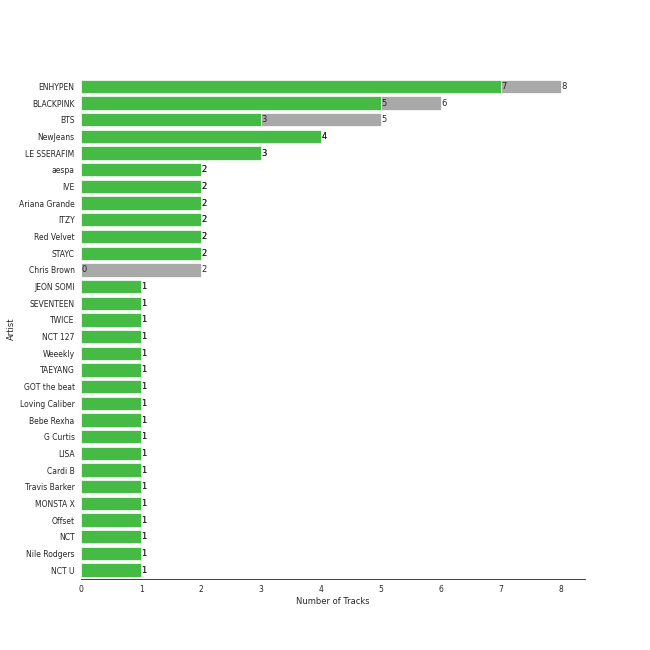 ENHYPEN 7 8
BLACKPINK 5 6
BTS 3 5
NewJeans 4
LE SSERAFIM 3
aespa 2
IVE 2
Ariana Grande 2
ITZY 2
Red Velvet 2
STAYC 2
Chris Brown 0 2
JEON SOMI 1
SEVENTEEN 1
TWICE 1
NCT 127 1
Weeekly 1
TAEYANG 1
GOT the beat 1
Loving Caliber 1
Bebe Rexha 1
G Curtis 1
LISA 1
Cardi B 1
Travis Barker 1
MONSTA X 1
Offset 1
NCT 1
Nile Rodgers 1
NCT U 1
Artist
0 1 2 3 4 5 6 7 8
Number of Tracks